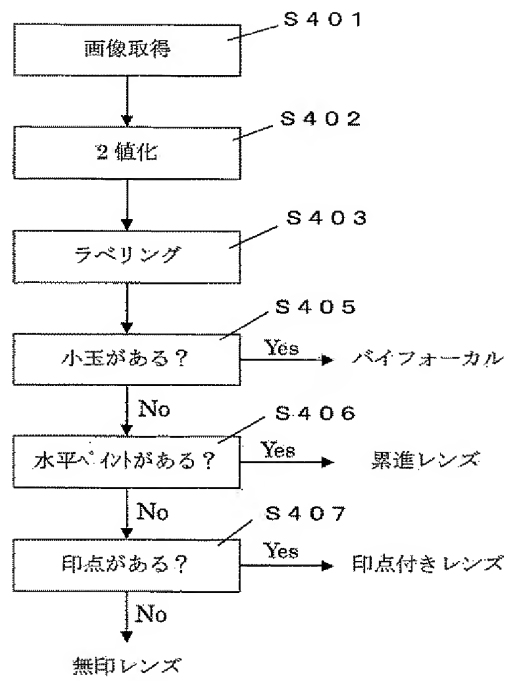 S401
画像取得
S402
2値化
S403
ラベリング
S405
小玉がある？
Yes
バイフォーカル
No
S406
水平ペイントがある？
Yes
累進レンズ
No
S407
印点がある？
Yes
印点付きレンズ
No
無印レンズ